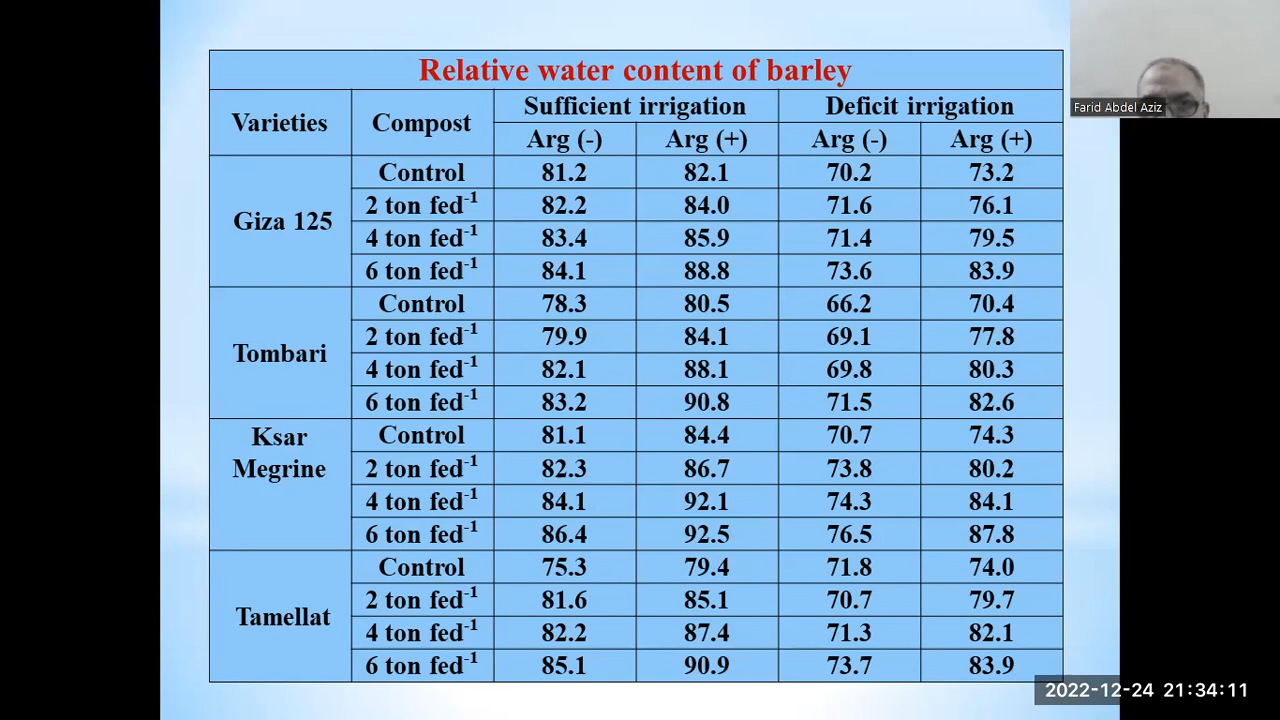 Relative water content of barley
Varieties Compost Sufficient irrigation Deficit irrigation
Arg (-) Arg (+) Arg (-) Arg (+)
Giza 125
Control 81.2 82.1 70.2 73.2
2 ton fed-1 82.2 84.0 71.6 76.1
4 ton fed-1 83.4 85.9 71.4 79.5
6 ton fed-1 84.1 88.8 73.6 83.9
Tombari
Control 78.3 80.5 66.2 70.4
2 ton fed-1 79.9 84.1 69.1 77.8
4 ton fed-1 82.1 88.1 69.8 80.3
6 ton fed-1 83.2 90.8 71.5 82.6
Ksar
Megrine
Control 81.1 84.4 70.7 74.3
2 ton fed-1 82.3 86.7 73.8 80.2
4 ton fed-1 84.1 92.1 74.3 84.1
6 ton fed-1 86.4 92.5 76.5 87.8
Tamellat
Control 75.3 79.4 71.8 74.0
2 ton fed-1 81.6 85.1 70.7 79.7
4 ton fed-1 82.2 87.4 71.3 82.1
6 ton fed-1 85.1 90.9 73.7 83.9
Farid Abdel Aziz
2022-12-24 21:34:11